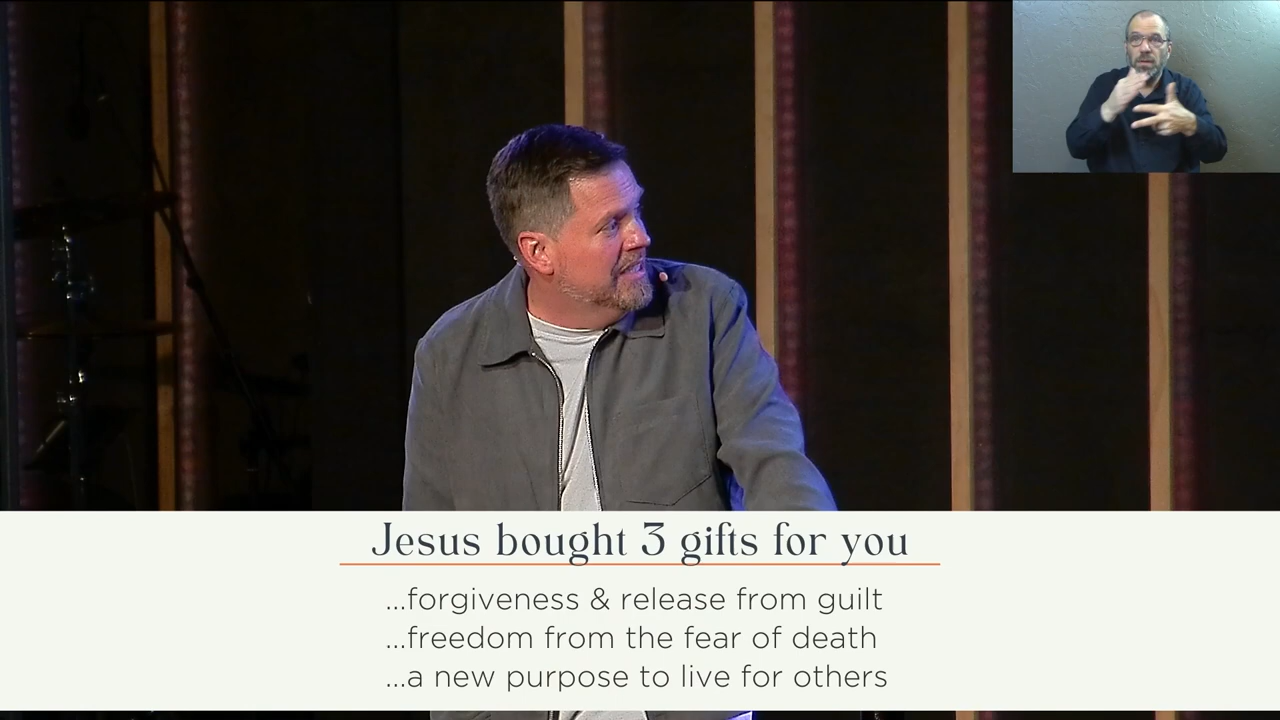 Jesus bought 3 gifts for you
...forgiveness & release from guilt
...freedom from the fear of death
...a new purpose to live for others